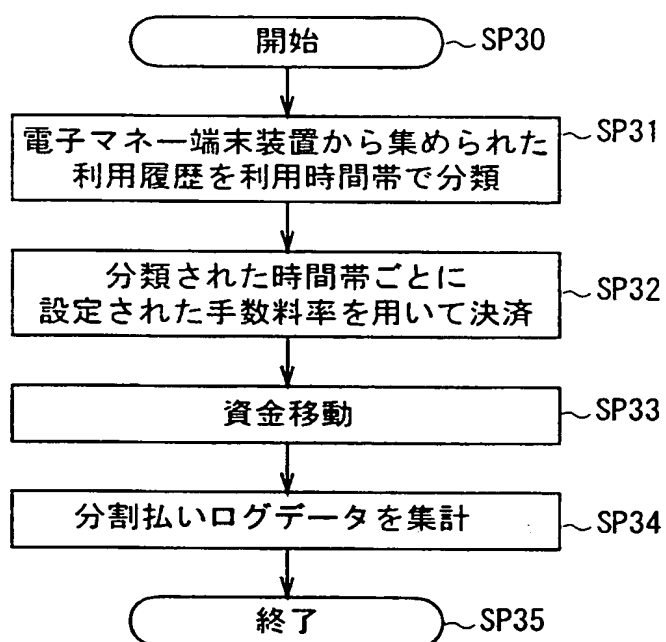 開始 ～SP30
電子マネー端末装置から集められた ～SP31
利用履歴を利用時間帯で分類
分類された時間帯ごとに
設定された手数料率を用いて決済 ～SP32
資金移動 ～SP33
分割払いログデータを集計 ～SP34
終了 ～SP35